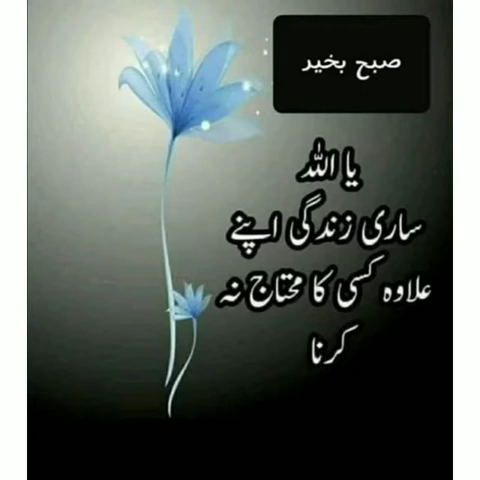 صبح بخیر
یا اللہ
ساری زندگی اپنے
علاوہ کسی کا محتاج نہ
کرنا